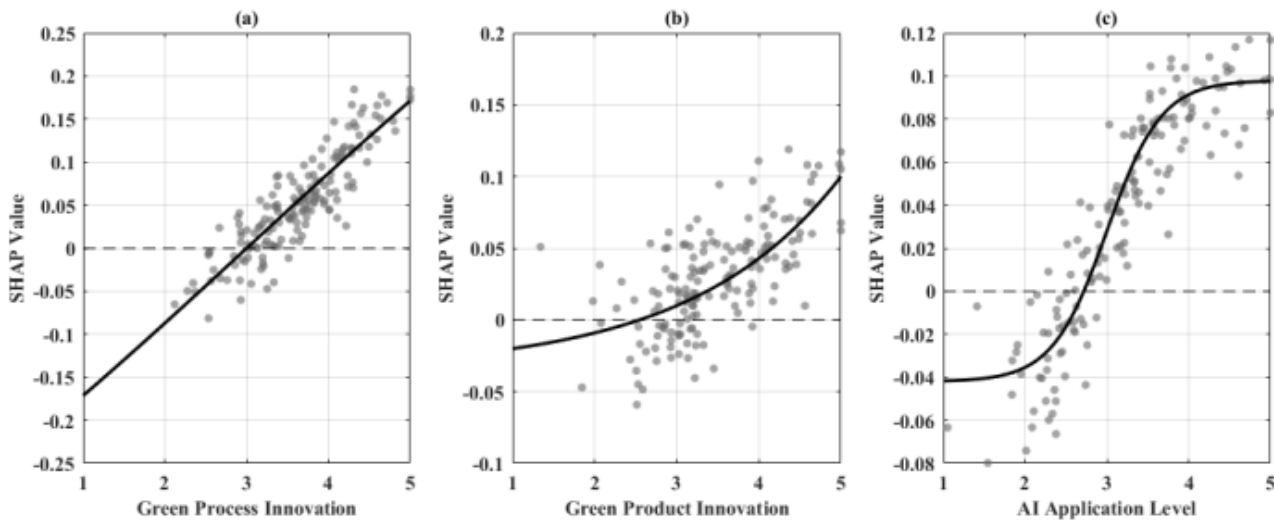 (a)
0.25
0.2
0.15
0.1
0.05
0
-0.05
-0.1
-0.15
-0.2
-0.25
SHAP Value
1 2 3 4 5
Green Process Innovation
(b)
0.2
0.15
0.1
0.05
0
-0.05
-0.1
SHAP Value
1 2 3 4 5
Green Product Innovation
(c)
0.12
0.1
0.08
0.06
0.04
0.02
0
-0.02
-0.04
-0.06
-0.08
SHAP Value
1 2 3 4 5
AI Application Level